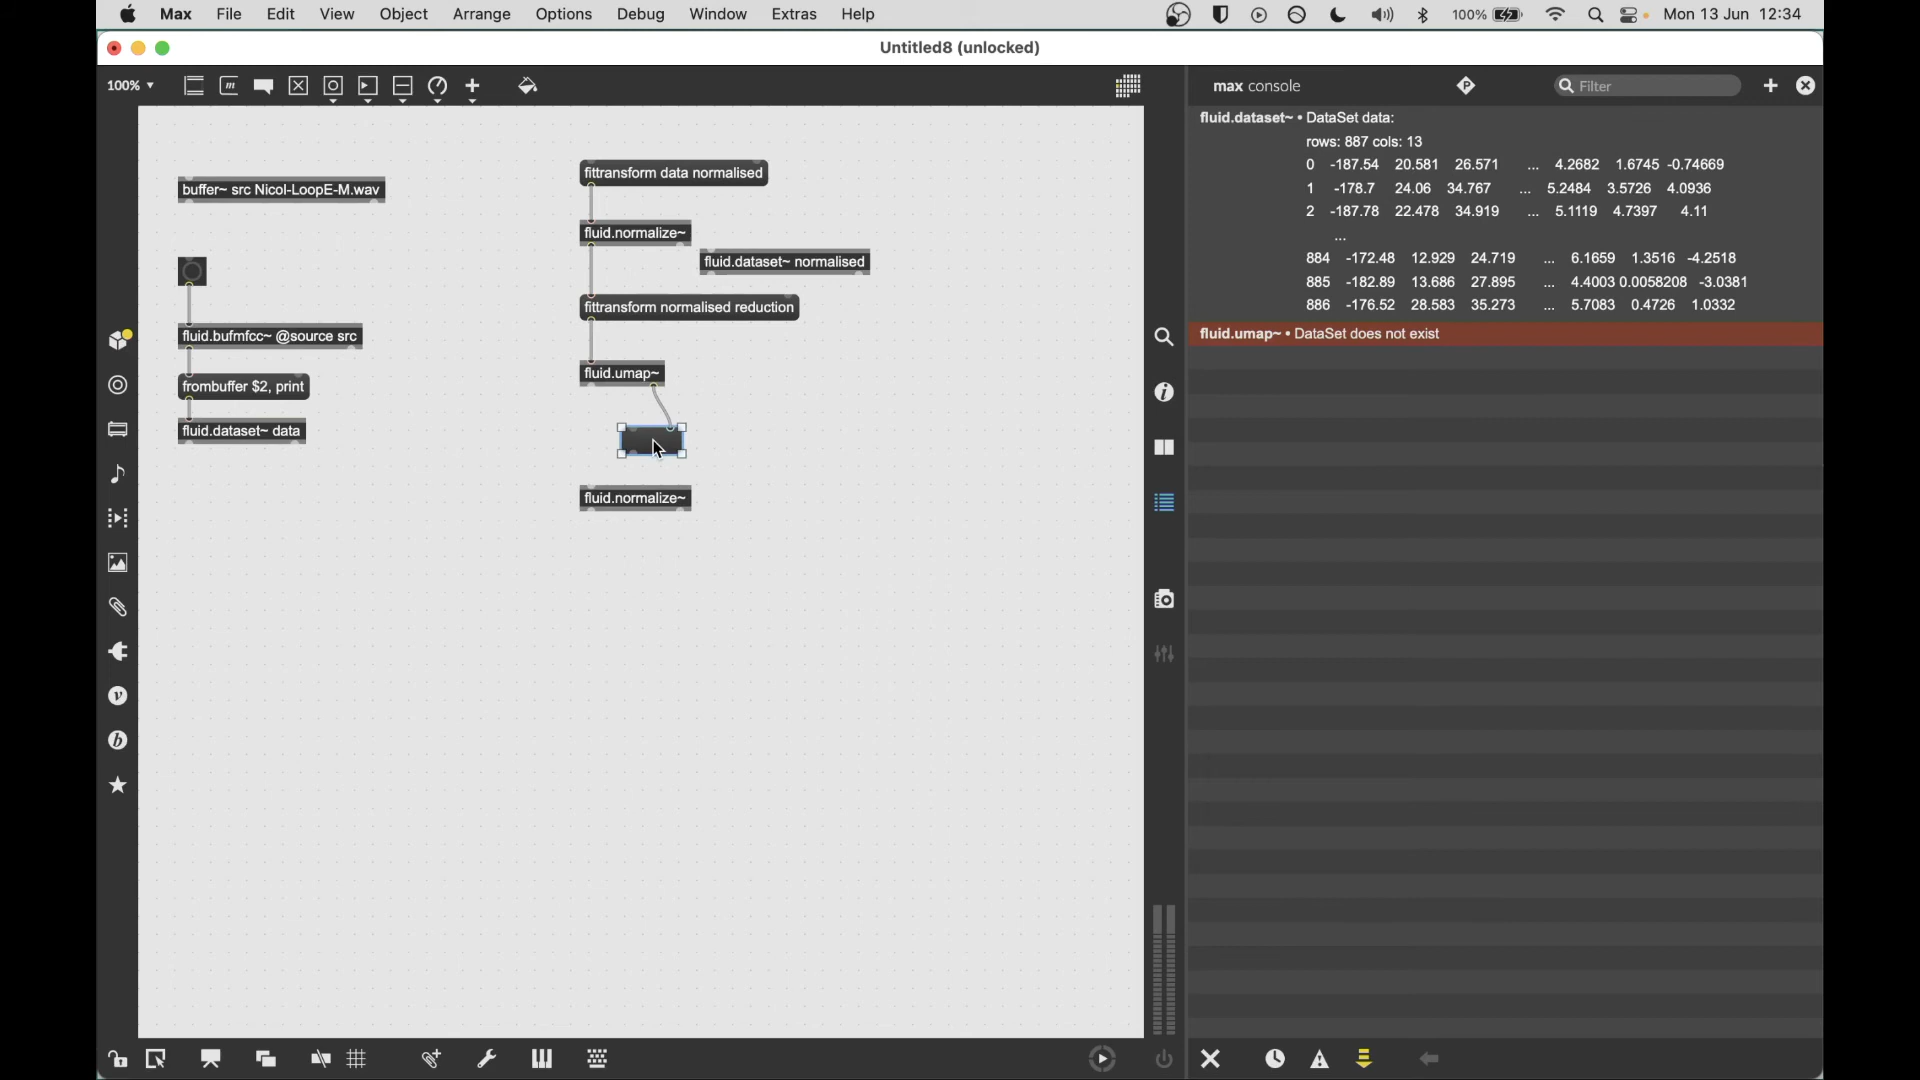 Max File Edit View Object Arrange Options Debug Window Extras Help 100% Mon 13 Jun 12:34
Untitled8 (unlocked)
100%
m
max console
Filter
buffer~ src Nicol-LoopE-M.wav
fluid.bufmfcc~ @source src
frombuffer $2, print
fluid.dataset~ data
fittransform data normalised
fluid.normalize~
fluid.dataset~ normalised
fittransform normalised reduction
fluid.umap~
fluid.normalize~
fluid.dataset~ • DataSet data:
rows: 887 cols: 13
0 -187.54 20.581 26.571 ... 4.2682 1.6745 -0.74669
1 -178.7 24.06 34.767 ... 5.2484 3.5726 4.0936
2 -187.78 22.478 34.919 ... 5.1119 4.7397 4.11
...
884 -172.48 12.929 24.719 ... 6.1659 1.3516 -4.2518
885 -182.89 13.686 27.895 ... 4.4003 0.0058208 -3.0381
886 -176.52 28.583 35.273 ... 5.7083 0.4726 1.0332
fluid.umap~ • DataSet does not exist